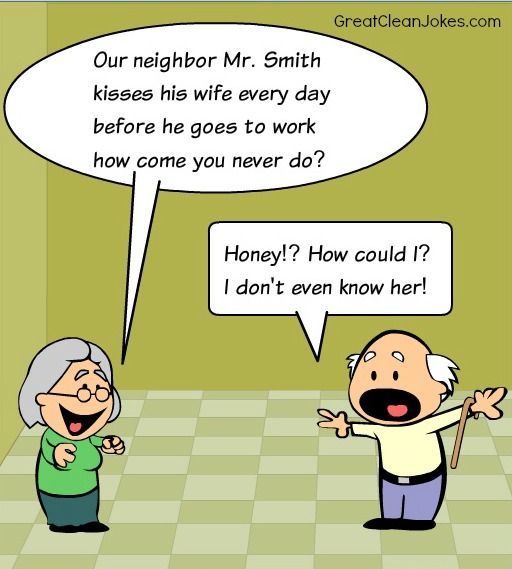 GreatCleanJokes.com
Our neighbor Mr. Smith
kisses his wife every day
before he goes to work
how come you never do?
Honey!? How could I?
I don't even know her!